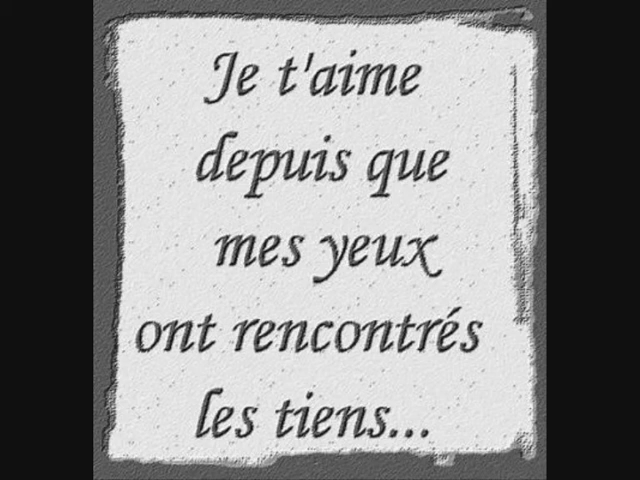 Je t'aime
depuis que
mes yeux
ont rencontrés
les tiens...